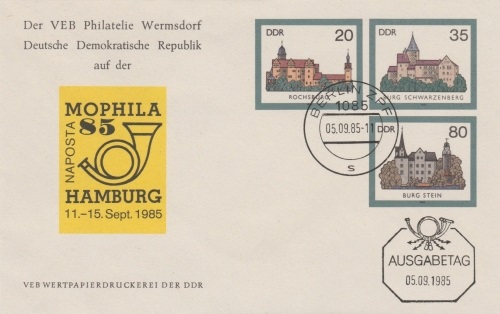 Der VEB Philatelie Wermsdorf
Deutsche Demokratische Republik
auf der
MOPHILA
85
NAPOSTA
HAMBURG
11.–15. Sept. 1985
VEB WERTPAPIERDRUCKEREI DER DDR
DDR 20
ROCHSBURG
DDR 35
BURG SCHWARZENBERG
DDR 80
BURG STEIN
BERLIN ZPF
1085
05.09.85-11
s
AUSGABETAG
05.09.1985